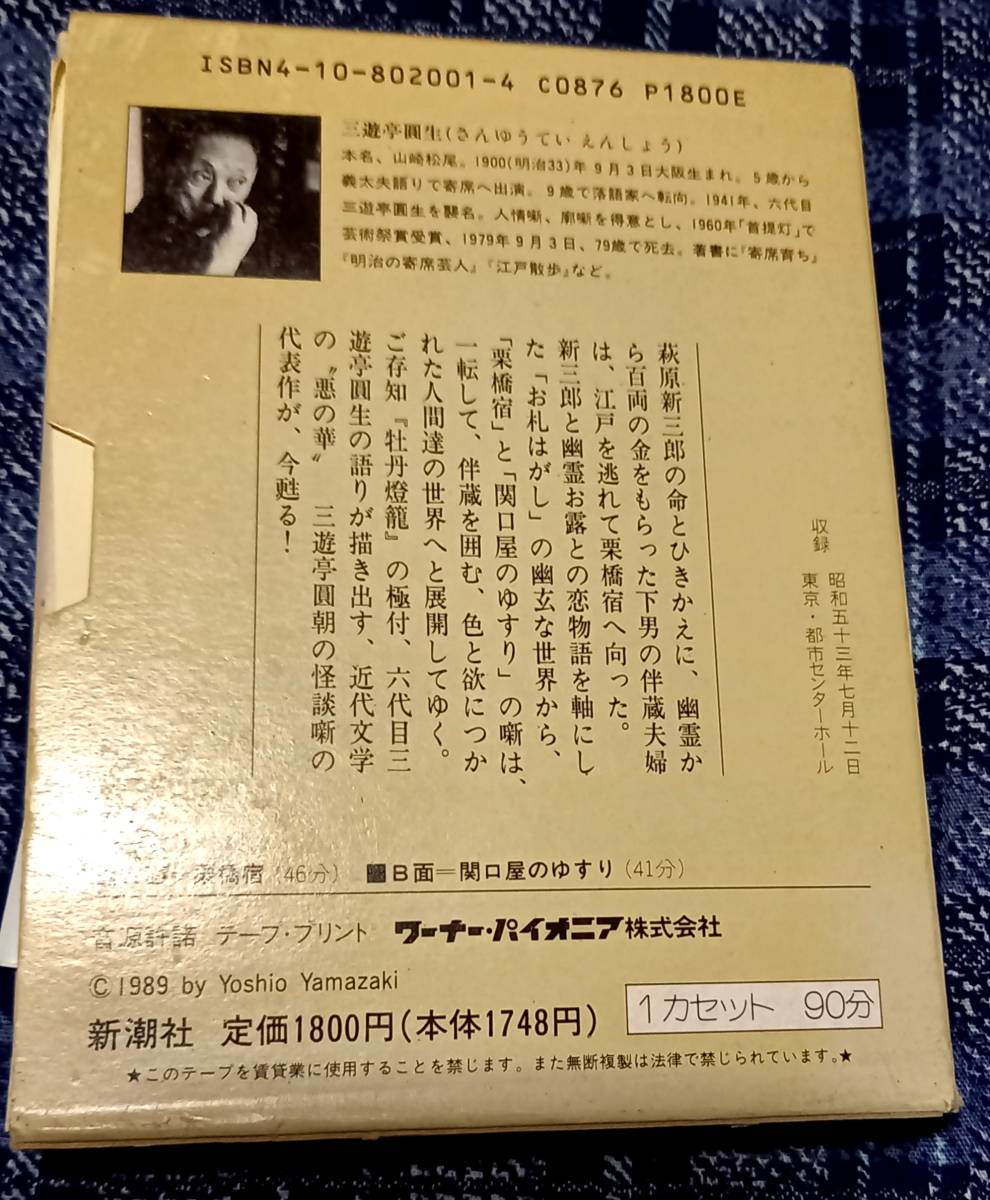 ISBN4-10-802001-4 C0876 P1800E
三遊亭圓生(さんゆうてい えんしょう)
本名、山崎松尾。1900(明治33)年9月3日大阪生まれ。5歳から
義太夫語りで寄席へ出演。9歳で落語家へ転向。1941年、六代目
三遊亭圓生を襲名。人情噺、廓噺を得意とし、1960年「首提灯」で
芸術祭賞受賞、1979年9月3日、79歳で死去。著書に『寄席育ち』
『明治の寄席芸人』『江戸散歩』など。
収録 昭和五十三年七月十二日
東京・都市センターホール
萩原新三郎の命とひきかえに、幽霊か
ら百両の金をもらった下男の伴蔵夫婦
は、江戸を逃れて栗橋宿へ向った。
新三郎と幽霊お露との恋物語を軸にし
た「お札はがし」の幽玄な世界から、
「栗橋宿」と「関口屋のゆすり」の噺は、
一転して、伴蔵を囲む、色と欲につか
れた人間達の世界へと展開してゆく。
ご存知『牡丹燈籠』の極付、六代目三
遊亭圓生の語りが描き出す、近代文学
の〝悪の華〟 三遊亭圓朝の怪談噺の
代表作が、今甦る!
面=栗橋宿(46分) B面=関口屋のゆすり(41分)
音原許諾 テープ・プリント ワーナー・パイオニア株式会社
©1989 by Yoshio Yamazaki
新潮社 定価1800円(本体1748円)
1カセット 90分
★このテープを賃貸業に使用することを禁じます。また無断複製は法律で禁じられています。★